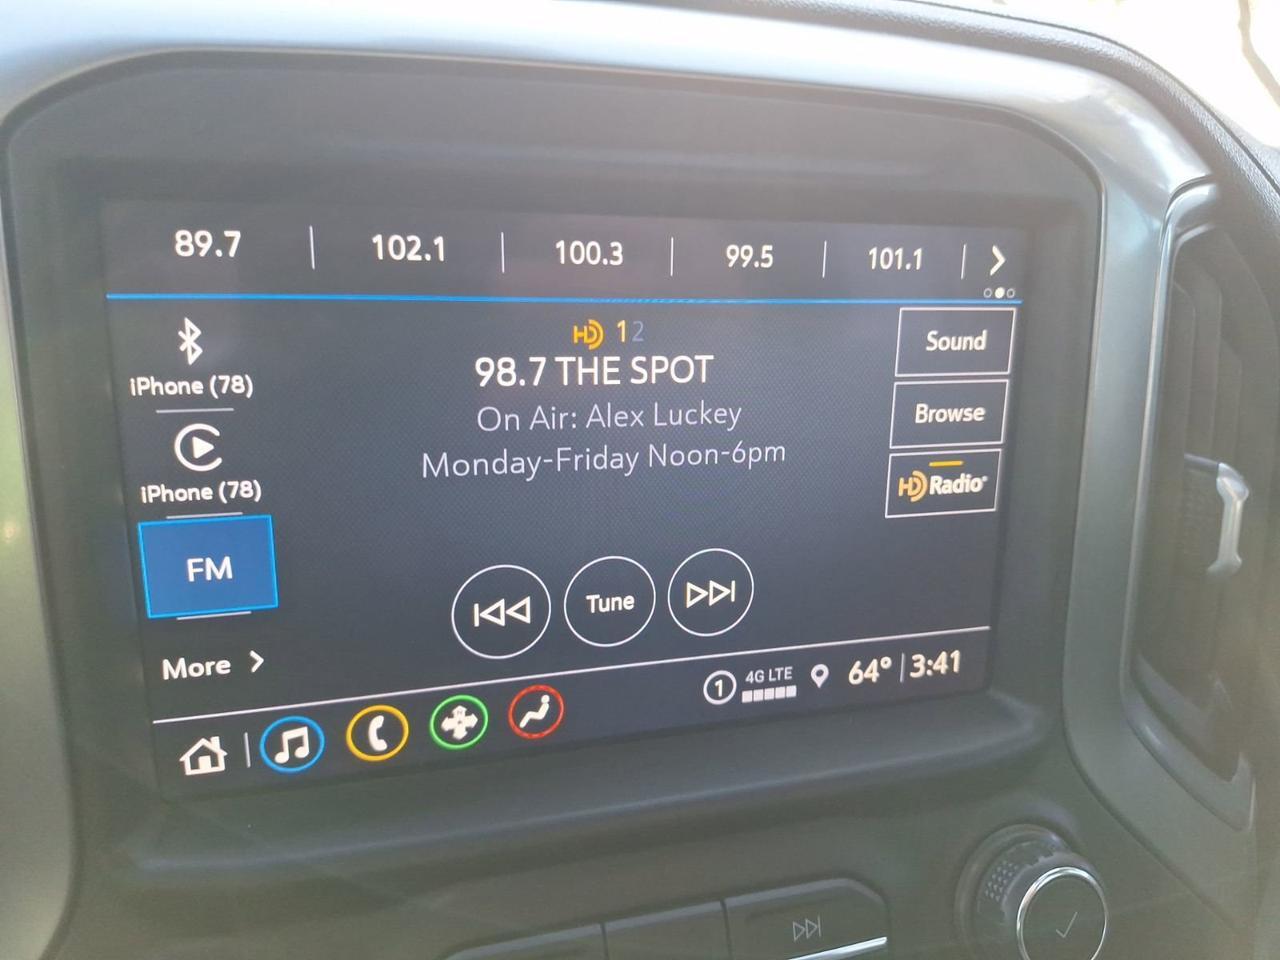 89.7 102.1 100.3 99.5 101.1
HD 1 2
98.7 THE SPOT
On Air: Alex Luckey
Monday-Friday Noon-6pm
iPhone (78)
iPhone (78)
FM
More
Sound
Browse
HD Radio
Tune
1 4G LTE 64° 3:41